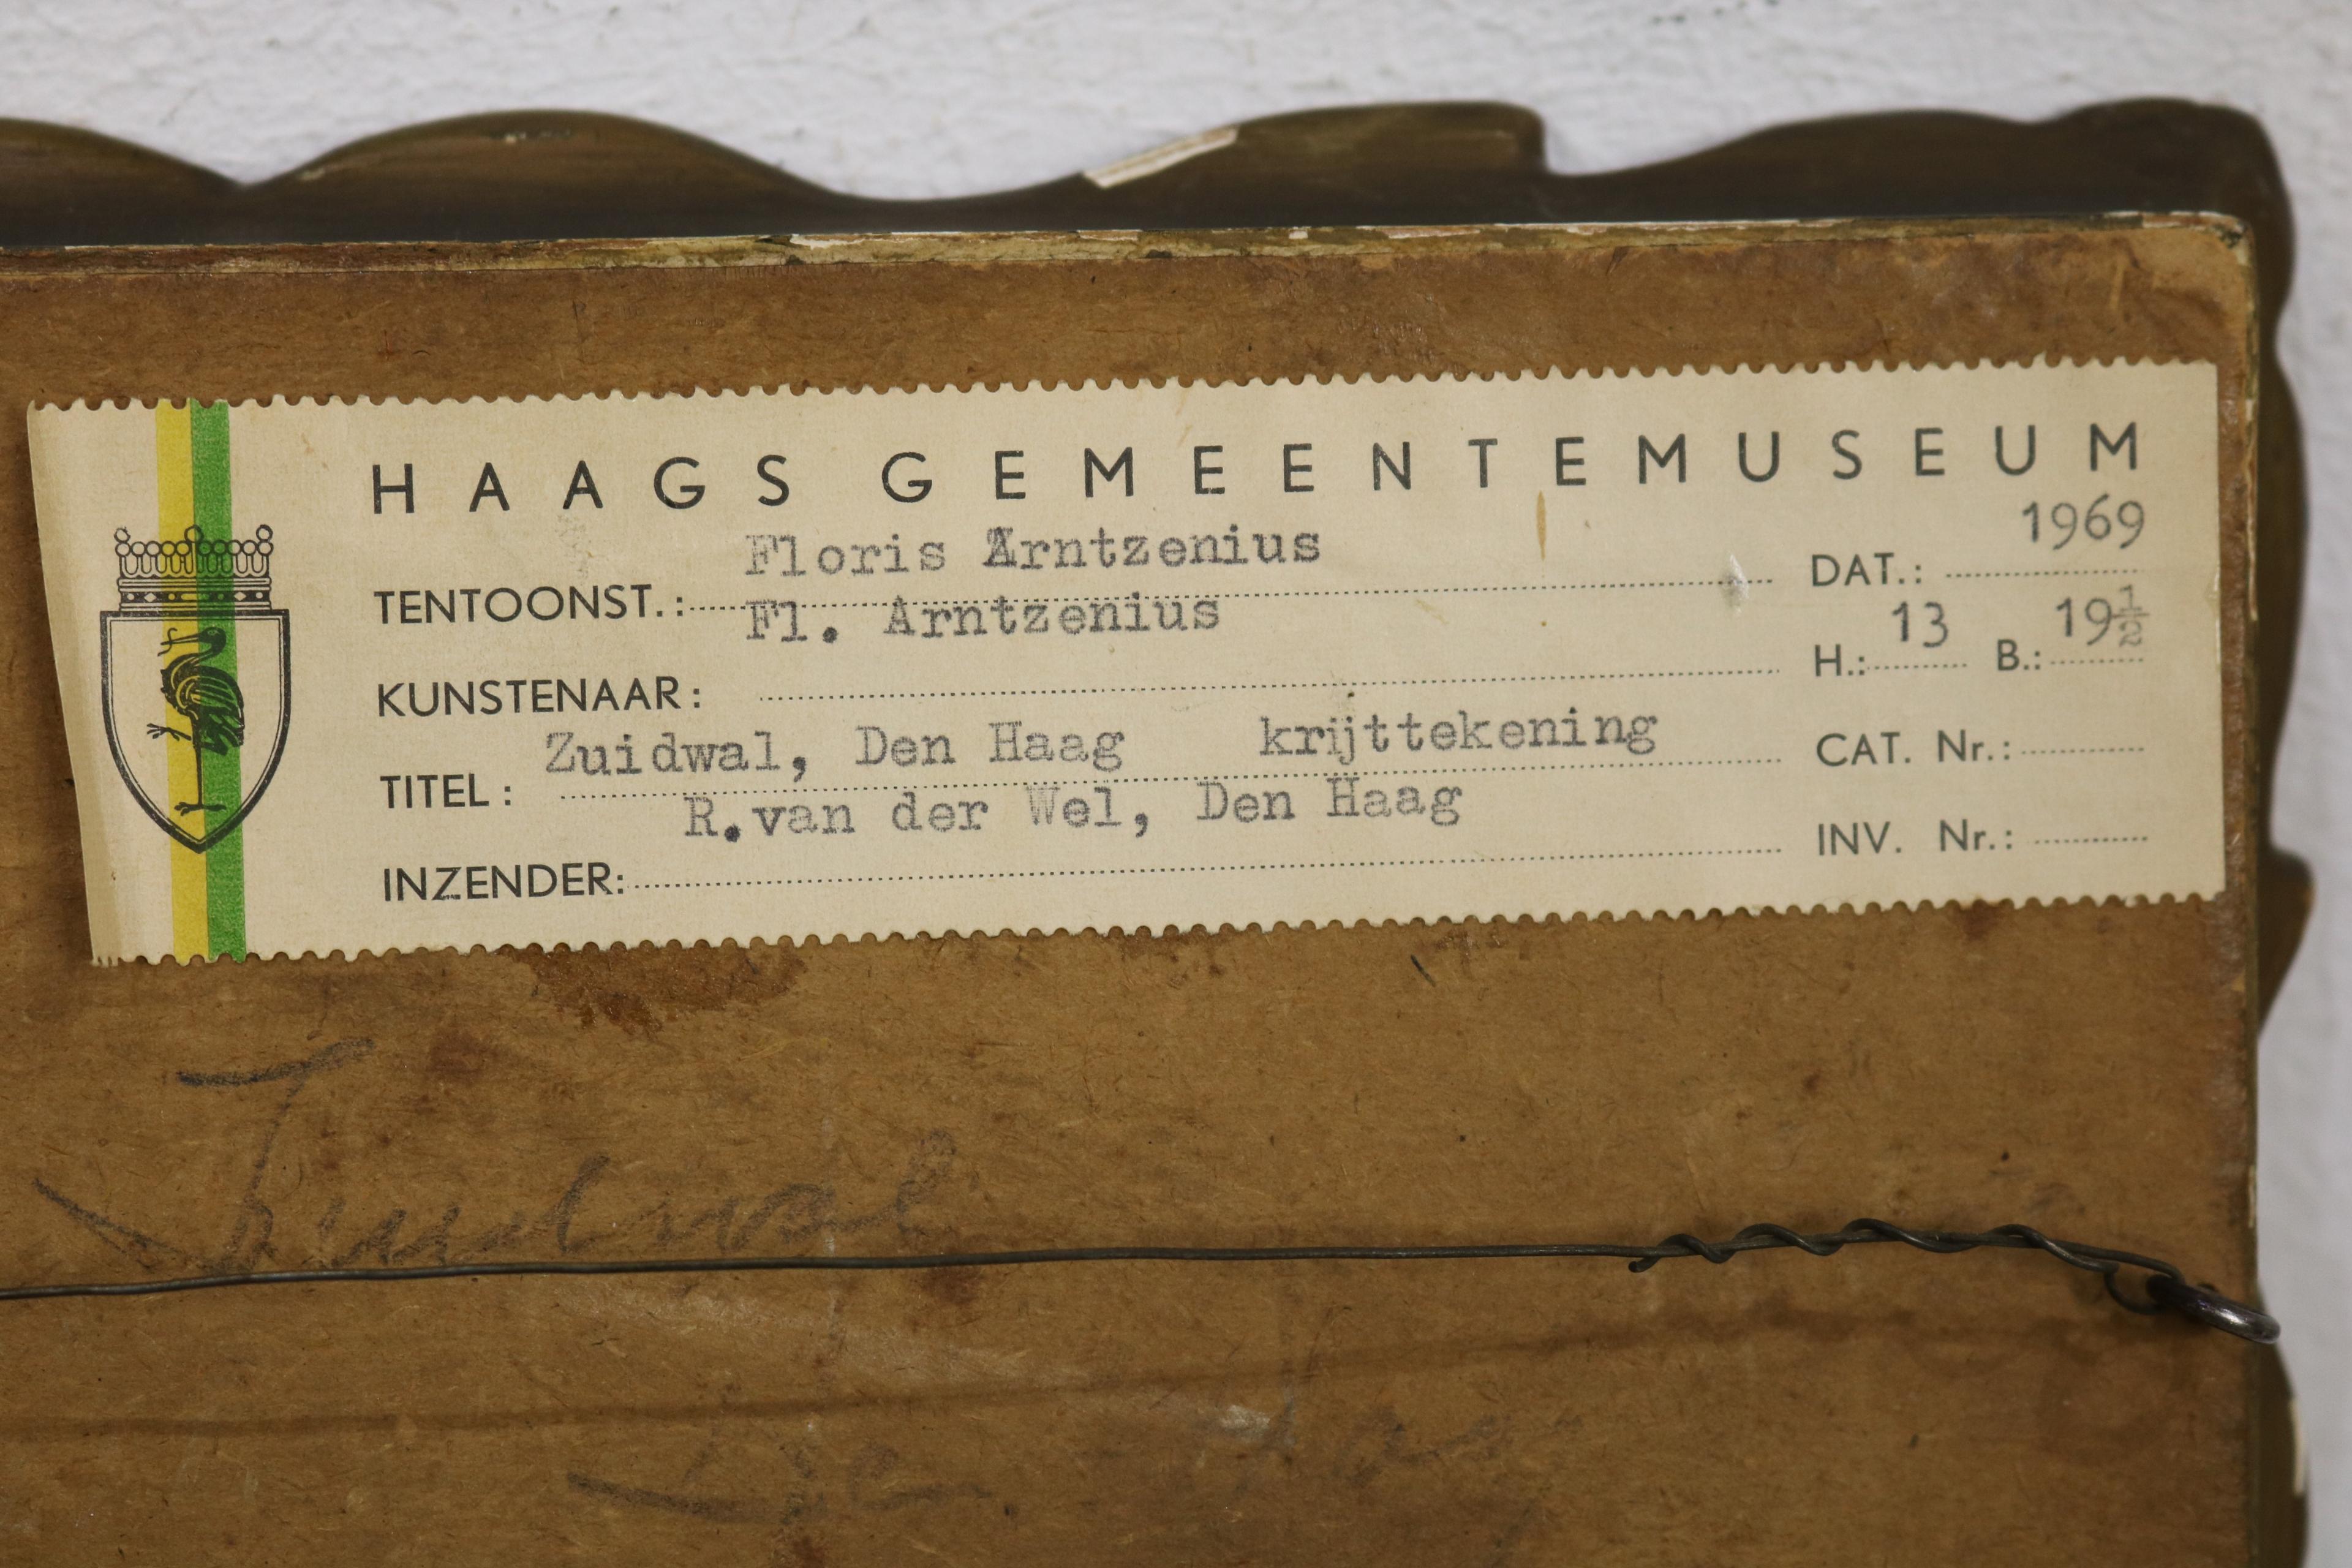 HAAGS GEMEENTEMUSEUM
TENTOONST.: Floris Arntzenius DAT.: 1969
KUNSTENAAR: Fl. Arntzenius H.: 13 B.: 19½
TITEL: Zuidwal, Den Haag krijttekening CAT. Nr.:
INZENDER: R.van der Wel, Den Haag INV. Nr.:
Zuidwal